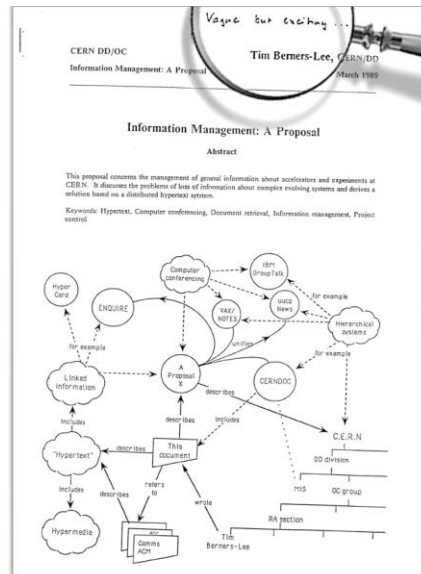 Vague but exciting ...
CERN DD/OC
Tim Berners-Lee, CERN/DD
Information Management: A Proposal
March 1989
Information Management: A Proposal
Abstract
This proposal concerns the management of general information about accelerators and experiments at
CERN. It discusses the problems of loss of information about complex evolving systems and derives a
solution based on a distributed hypertext sytstem.
Keywords: Hypertext, Computer conferencing, Document retrieval, Information management, Project
control
Computer
conferencing
IBM
GroupTalk
Hyper
Card
ENQUIRE
VAX/
NOTES
uucp
News
for example
Hierarchical
systems
for example
unifies
Linked
information
A
Proposal
X
CERNDOC
for example
describes
includes
describes
includes
C.E.R.N
"Hypertext"
describes
This
document
DD division
includes
describes
refers
to
wrote
MIS
OC group
RA section
Hypermedia
Comms
ACM
Tim
Berners-Lee